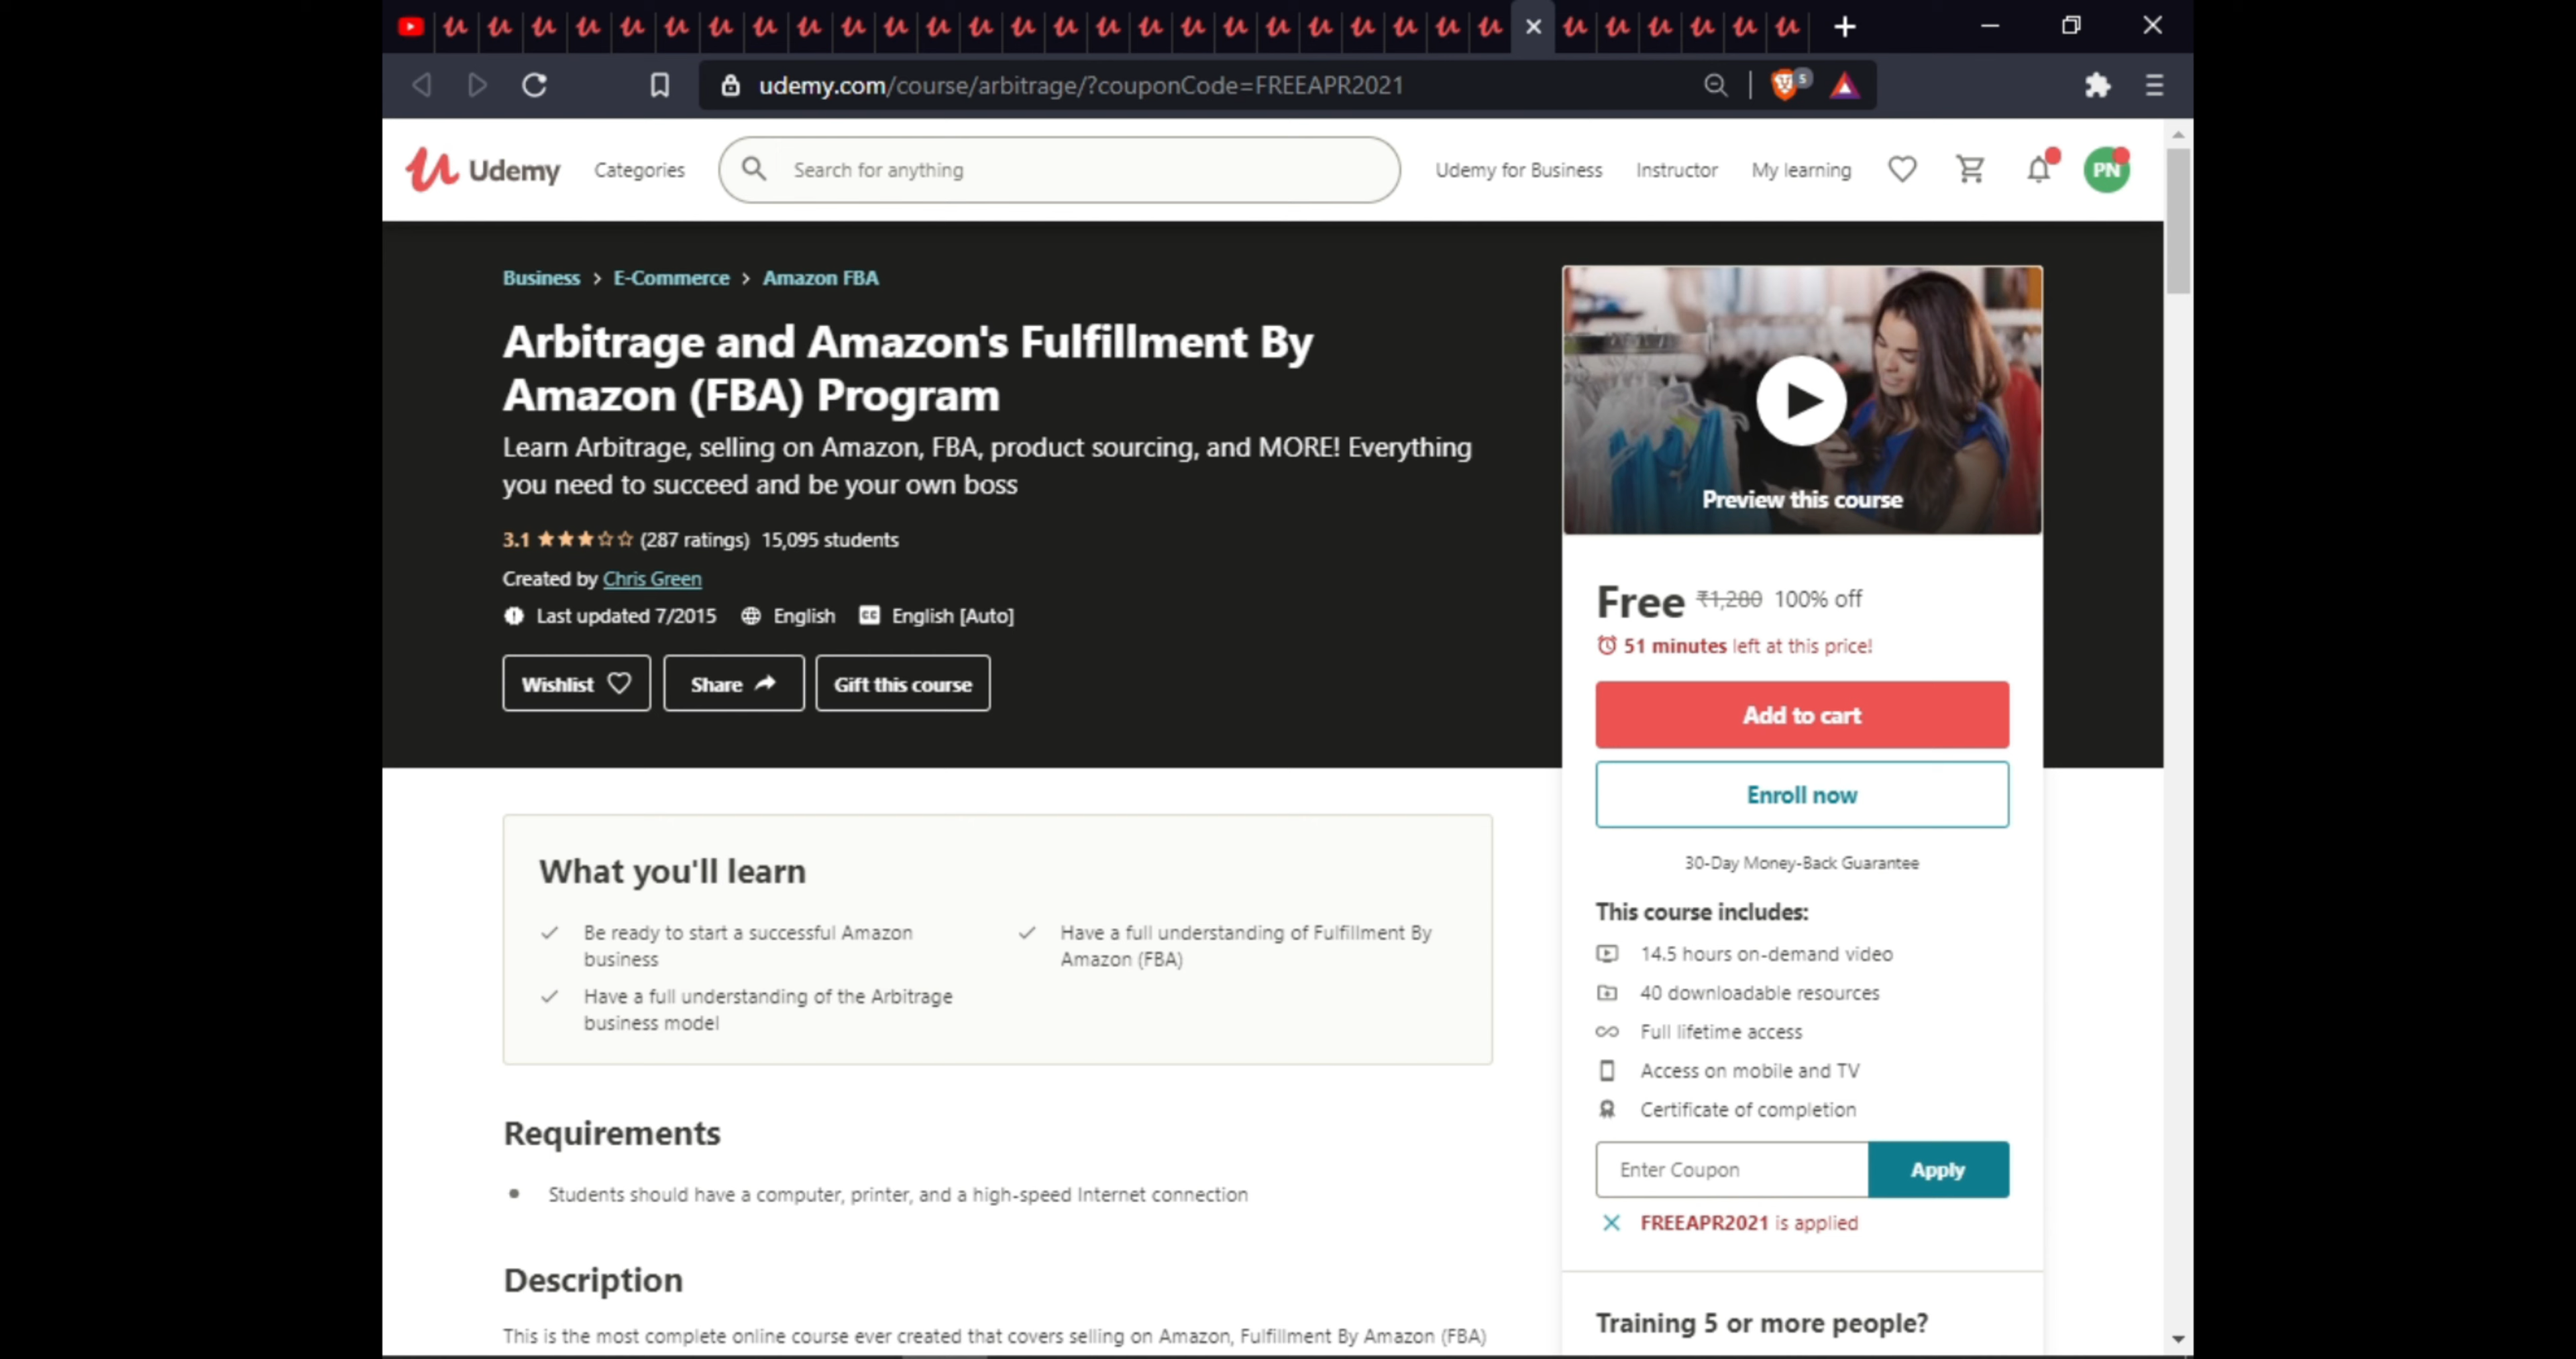 udemy.com/course/arbitrage/?couponCode=FREEAPR2021
5
Udemy
Categories
Search for anything
Udemy for Business
Instructor
My learning
PN
Business > E-Commerce > Amazon FBA
Arbitrage and Amazon's Fulfillment By
Amazon (FBA) Program
Learn Arbitrage, selling on Amazon, FBA, product sourcing, and MORE! Everything
you need to succeed and be your own boss
3.1 (287 ratings) 15,095 students
Created by Chris Green
Last updated 7/2015 English English [Auto]
Wishlist
Share
Gift this course
Preview this course
Free ₹1,280 100% off
51 minutes left at this price!
Add to cart
Enroll now
30-Day Money-Back Guarantee
This course includes:
14.5 hours on-demand video
40 downloadable resources
Full lifetime access
Access on mobile and TV
Certificate of completion
Enter Coupon
Apply
FREEAPR2021 is applied
Training 5 or more people?
What you'll learn
Be ready to start a successful Amazon
business
Have a full understanding of the Arbitrage
business model
Have a full understanding of Fulfillment By
Amazon (FBA)
Requirements
Students should have a computer, printer, and a high-speed Internet connection
Description
This is the most complete online course ever created that covers selling on Amazon, Fulfillment By Amazon (FBA)